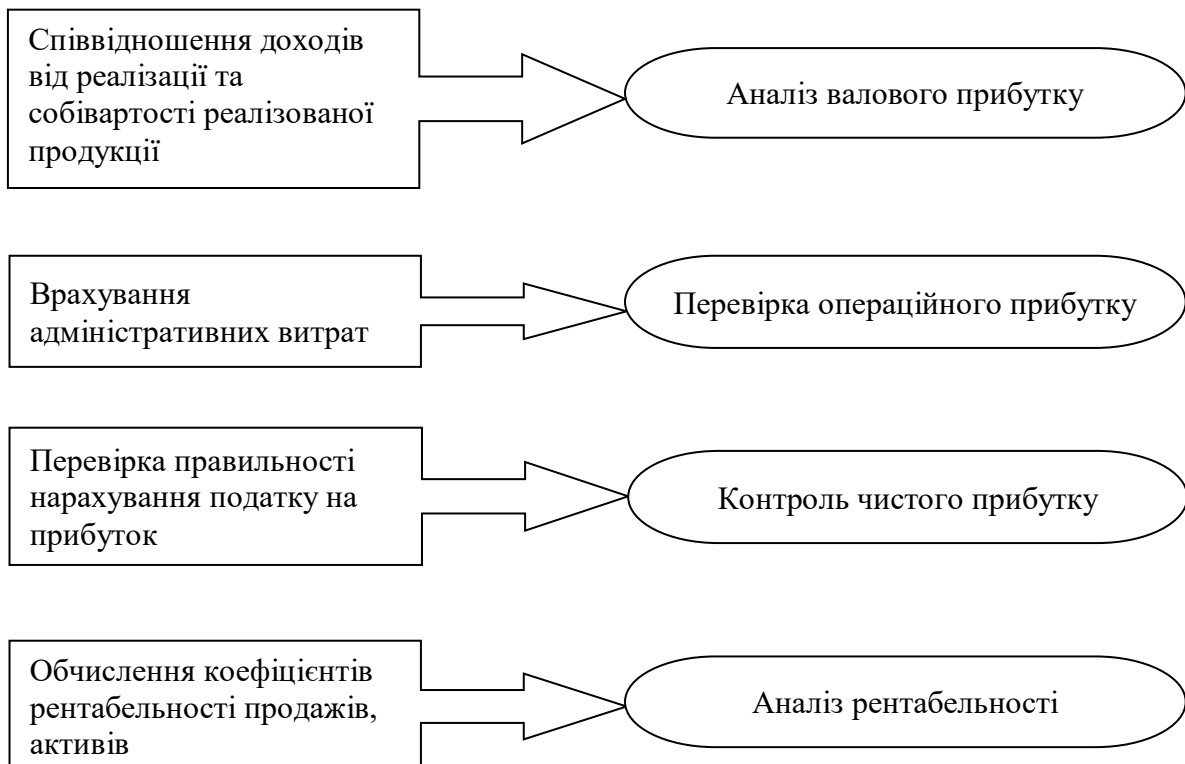 Співвідношення доходів
від реалізації та
собівартості реалізованої
продукції
Аналіз валового прибутку
Врахування
адміністративних витрат
Перевірка операційного прибутку
Перевірка правильності
нарахування податку на
прибуток
Контроль чистого прибутку
Обчислення коефіцієнтів
рентабельності продажів,
активів
Аналіз рентабельності